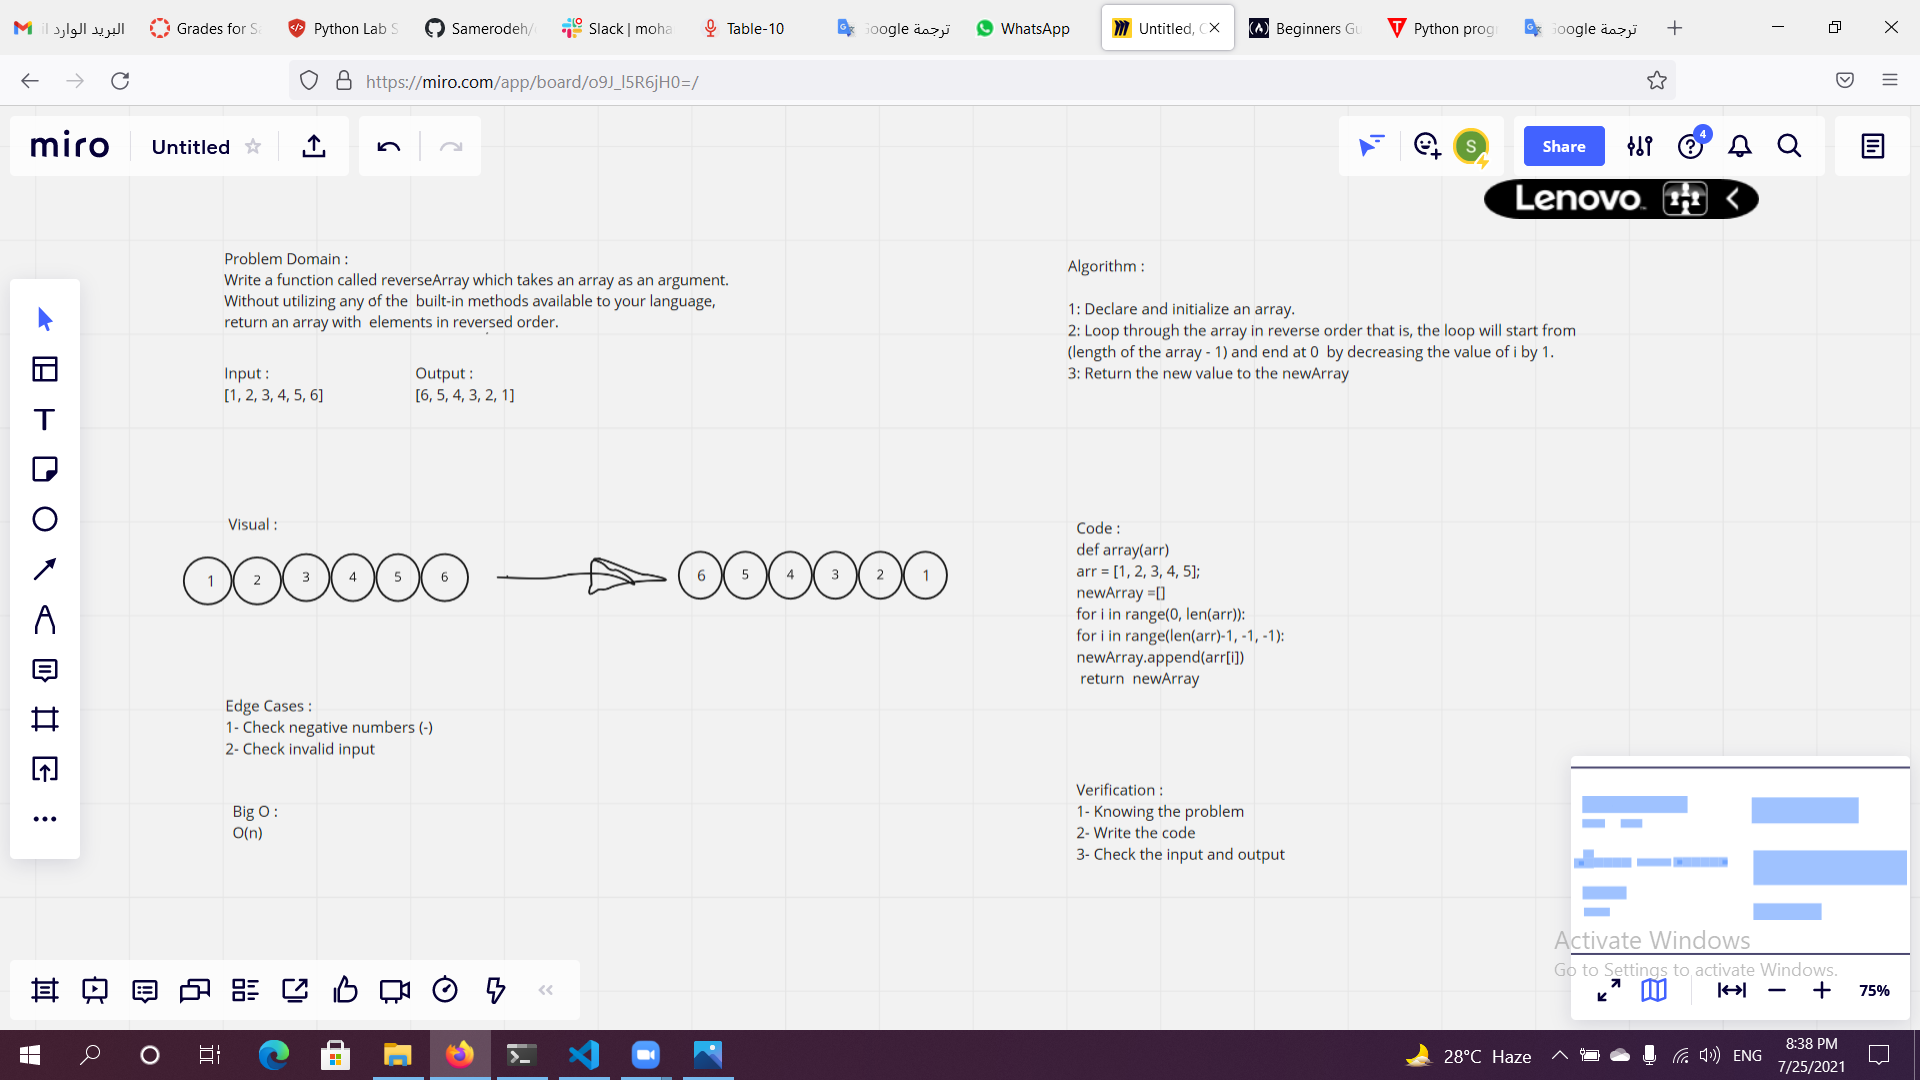 البريد الوارد ال
Grades for S
Python Lab S
Samerodeh/
Slack | moha
Table-10
ترجمة Google
WhatsApp
Untitled, O
Beginners Gu
Python prog
ترجمة Google
https://miro.com/app/board/o9J_l5R6jH0=/
miro
Untitled
S
Share
4
Lenovo
Problem Domain :
Write a function called reverseArray which takes an array as an argument.
Without utilizing any of the built-in methods available to your language,
return an array with elements in reversed order.
Input :
[1, 2, 3, 4, 5, 6]
Output :
[6, 5, 4, 3, 2, 1]
Algorithm :
1: Declare and initialize an array.
2: Loop through the array in reverse order that is, the loop will start from
(length of the array - 1) and end at 0 by decreasing the value of i by 1.
3: Return the new value to the newArray
Visual :
1 2 3 4 5 6
6 5 4 3 2 1
Code :
def array(arr)
arr = [1, 2, 3, 4, 5];
newArray =[]
for i in range(0, len(arr)):
for i in range(len(arr)-1, -1, -1):
newArray.append(arr[i])
return newArray
Edge Cases :
1- Check negative numbers (-)
2- Check invalid input
Big O :
O(n)
Verification :
1- Knowing the problem
2- Write the code
3- Check the input and output
Activate Windows
Go to Settings to activate Windows.
75%
28°C Haze
ENG
8:38 PM
7/25/2021